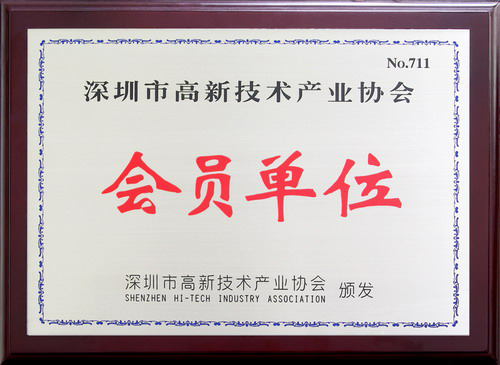 No.711
深圳市高新技术产业协会
会员单位
深圳市高新技术产业协会 颁发
SHENZHEN HI-TECH INDUSTRY ASSOCIATION